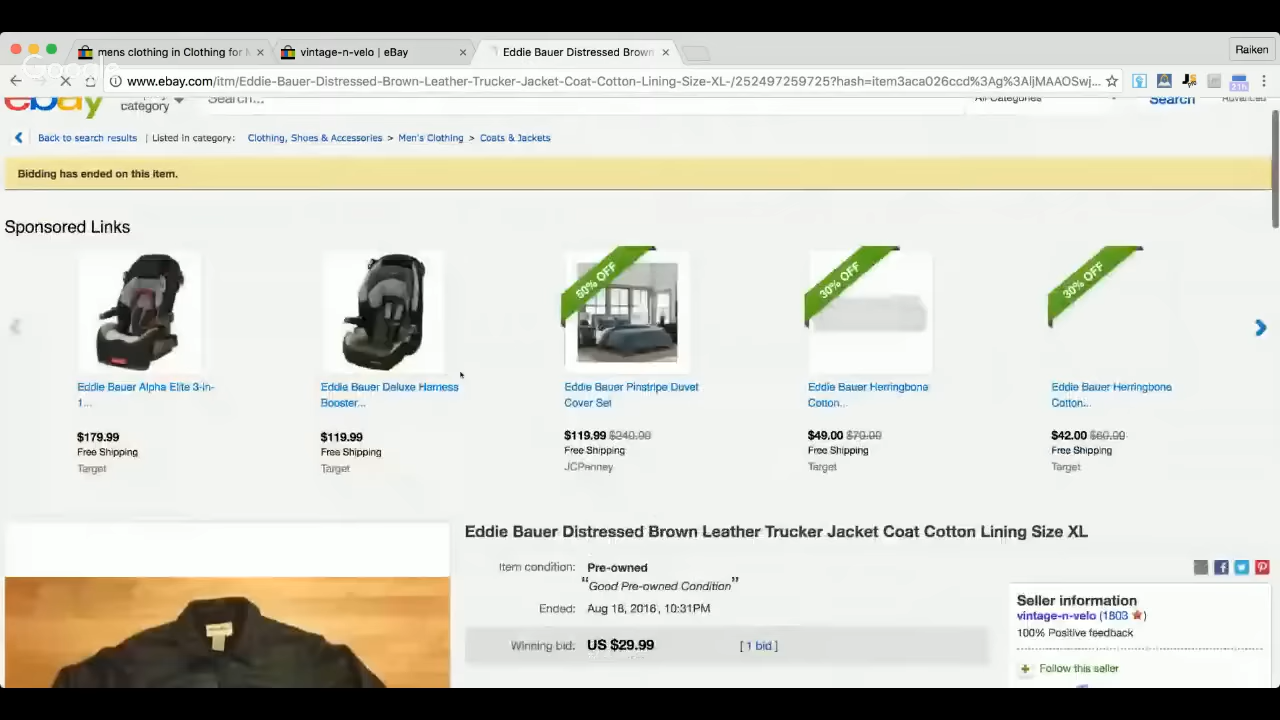 mens clothing in Clothing for M
vintage-n-velo | eBay
Eddie Bauer Distressed Brown
Raiken
Google
www.ebay.com/itm/Eddie-Bauer-Distressed-Brown-Leather-Trucker-Jacket-Coat-Cotton-Lining-Size-XL-/252497259725?hash=item3aca026ccd%3Ag%3AljMAAOSwj...
21h
ebay
category
Search...
All Categories
Search
Advanced
Back to search results | Listed in category: Clothing, Shoes & Accessories > Men's Clothing > Coats & Jackets
Bidding has ended on this item.
Sponsored Links
50% OFF
30% OFF
30% OFF
Eddie Bauer Alpha Elite 3-in-1...
$179.99
Free Shipping
Target
Eddie Bauer Deluxe Harness
Booster...
$119.99
Free Shipping
Target
Eddie Bauer Pinstripe Duvet
Cover Set
$119.99 $240.00
Free Shipping
JCPenney
Eddie Bauer Herringbone
Cotton...
$49.00 $70.00
Free Shipping
Target
Eddie Bauer Herringbone
Cotton...
$42.00 $60.00
Free Shipping
Target
Eddie Bauer Distressed Brown Leather Trucker Jacket Coat Cotton Lining Size XL
Item condition: Pre-owned
“Good Pre-owned Condition”
Ended: Aug 18, 2016, 10:31PM
Winning bid: US $29.99 [ 1 bid ]
Seller information
vintage-n-velo (1803 ★)
100% Positive feedback
+ Follow this seller